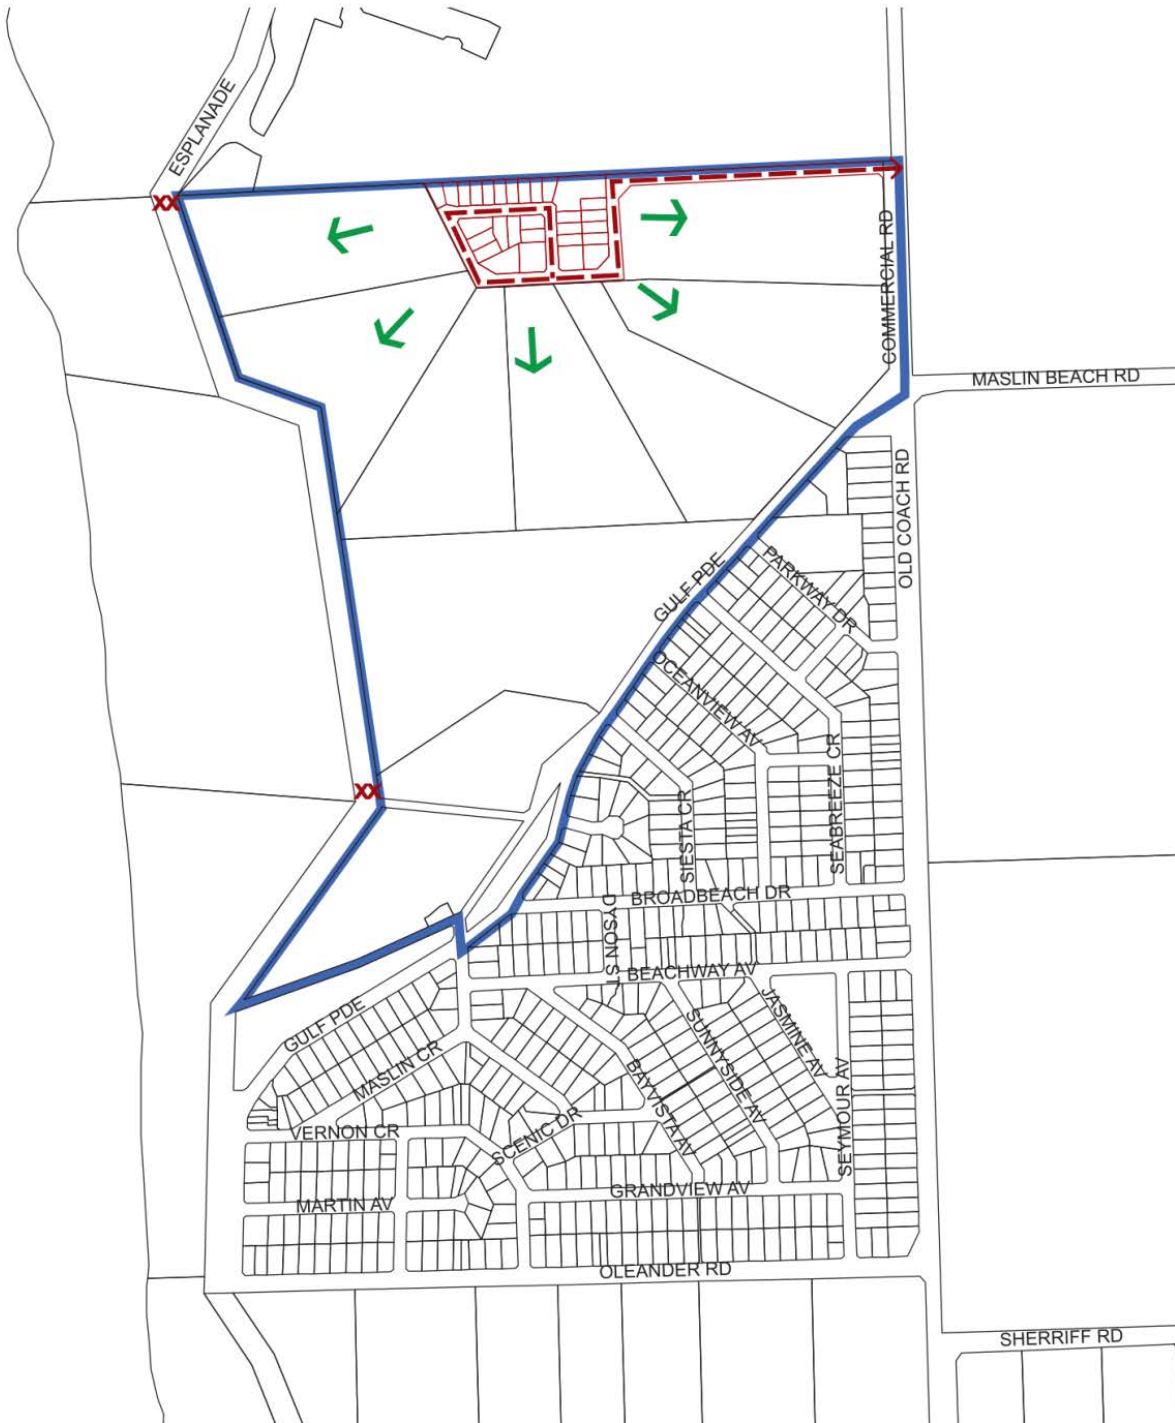 ESPLANADE
XX
COMMERCIAL RD
MASLIN BEACH RD
OLD COACH RD
GULF PDE
PARKWAY DR
OCEANVIEW AV
SEABREEZE CR
XX
SIESTA CR
BROADBEACH DR
DYSON ST
BEACHWAY AV
JASMINE AV
SUNNYSIDE AV
GULF PDE
MASLIN CR
BAYVISTA AV
SEYMOUR AV
VERNON CR
SCENIC DR
GRANDVIEW AV
MARTIN AV
OLEANDER RD
SHERRIFF RD